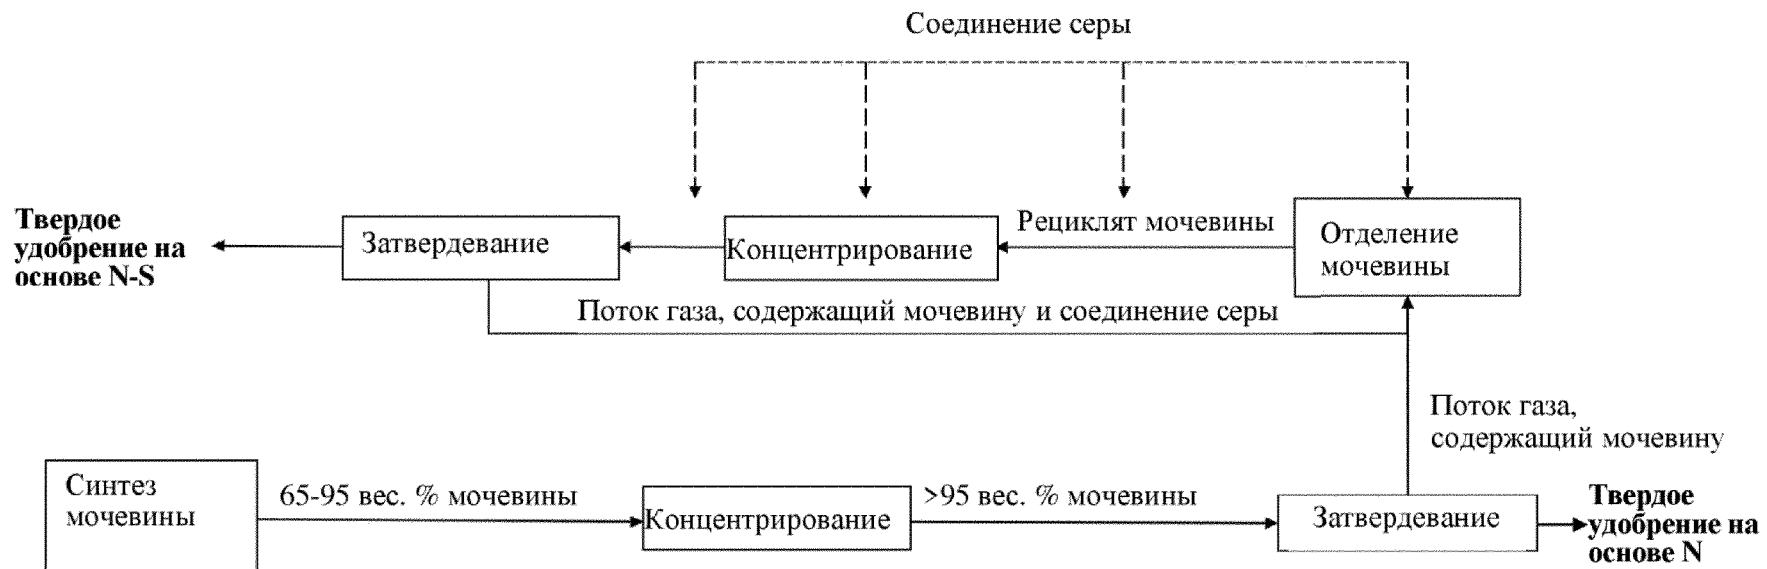 Соединение серы
Твердое
удобрение на
основе N-S
Затвердевание
Концентрирование
Рециклят мочевины
Отделение
мочевины
Поток газа, содержащий мочевину и соединение серы
Поток газа,
содержащий мочевину
Синтез
мочевины
65-95 вес. % мочевины
Концентрирование
>95 вес. % мочевины
Затвердевание
Твердое
удобрение на
основе N